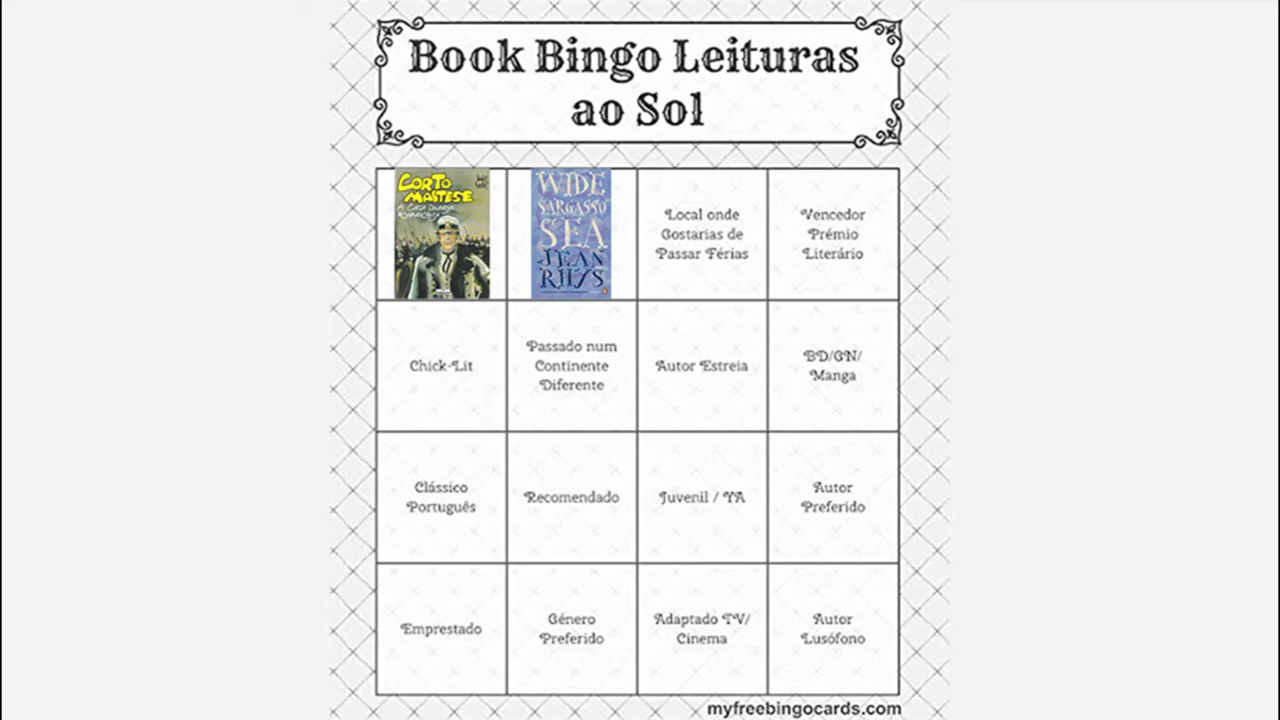 Book Bingo Leituras
ao Sol
CORTO
MALTESE
WIDE
SARGASSO
SEA
JEAN
RHYS
Local onde
Gostarias de
Passar Férias
Vencedor
Prémio
Literário
Chick-Lit
Passado num
Continente
Diferente
Autor Estreia
BD/GN/
Manga
Clássico
Português
Recomendado
Juvenil / YA
Autor
Preferido
Emprestado
Género
Preferido
Adaptado TV/
Cinema
Autor
Lusófono
myfreebingocards.com